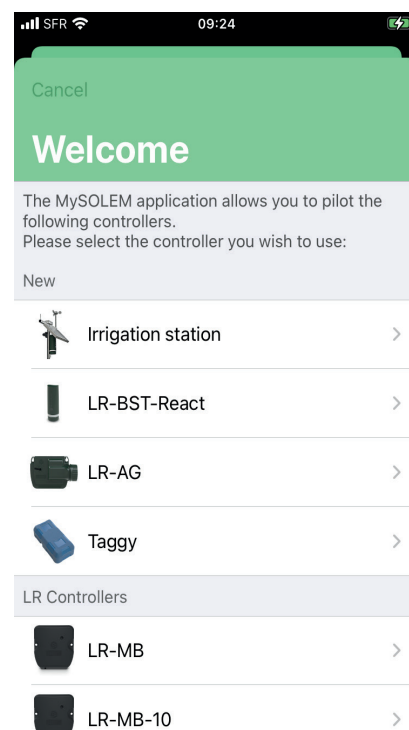 SFR 09:24
Cancel
Welcome
The MySOLEM application allows you to pilot the
following controllers.
Please select the controller you wish to use:
New
Irrigation station
LR-BST-React
LR-AG
Taggy
LR Controllers
LR-MB
LR-MB-10